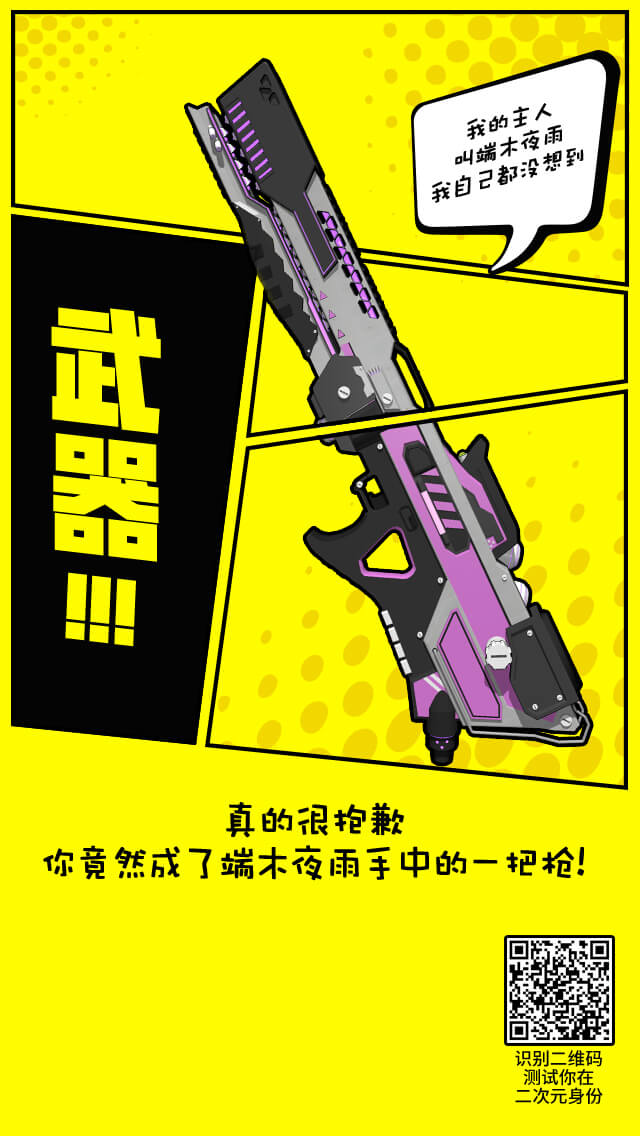 我的主人
叫端木夜雨
我自己都没想到
武器!!!
真的很抱歉
你竟然成了端木夜雨手中的一把枪!
识别二维码
测试你在
二次元身份